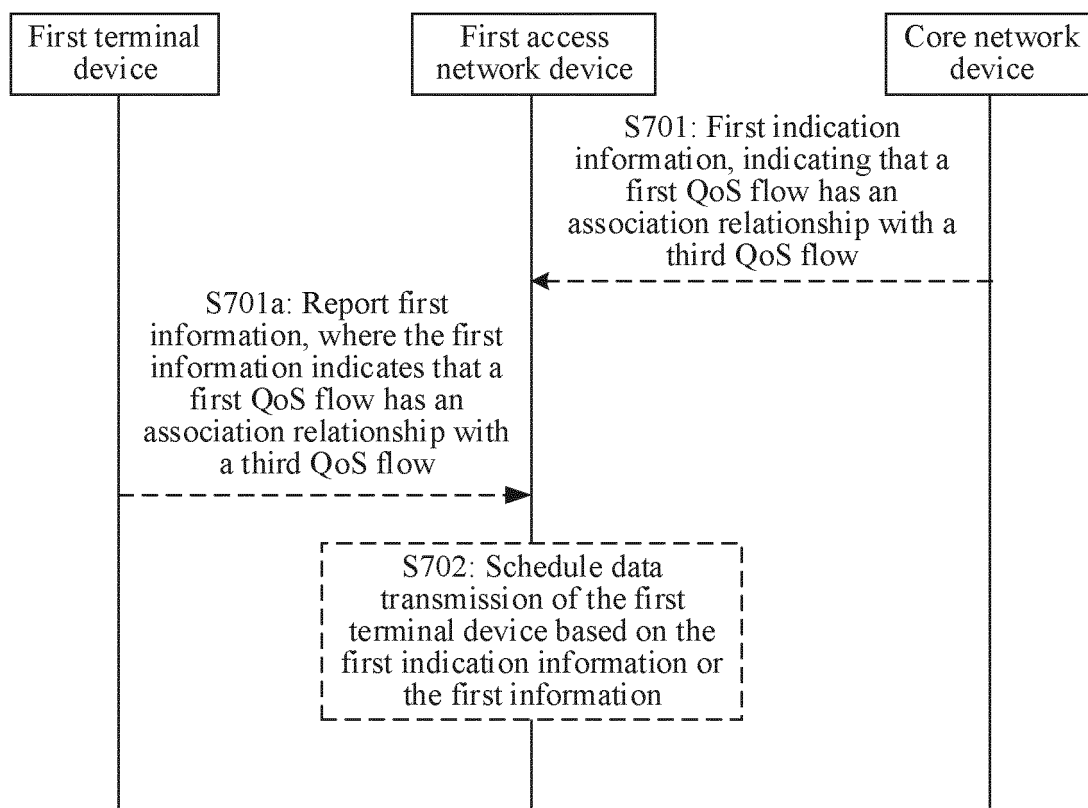 First terminal
device
First access
network device
Core network
device
S701: First indication
information, indicating that a
first QoS flow has an
association relationship with a
third QoS flow
S701a: Report first
information, where the first
information indicates that a
first QoS flow has an
association relationship with
a third QoS flow
S702: Schedule data
transmission of the first
terminal device based on the
first indication information or
the first information